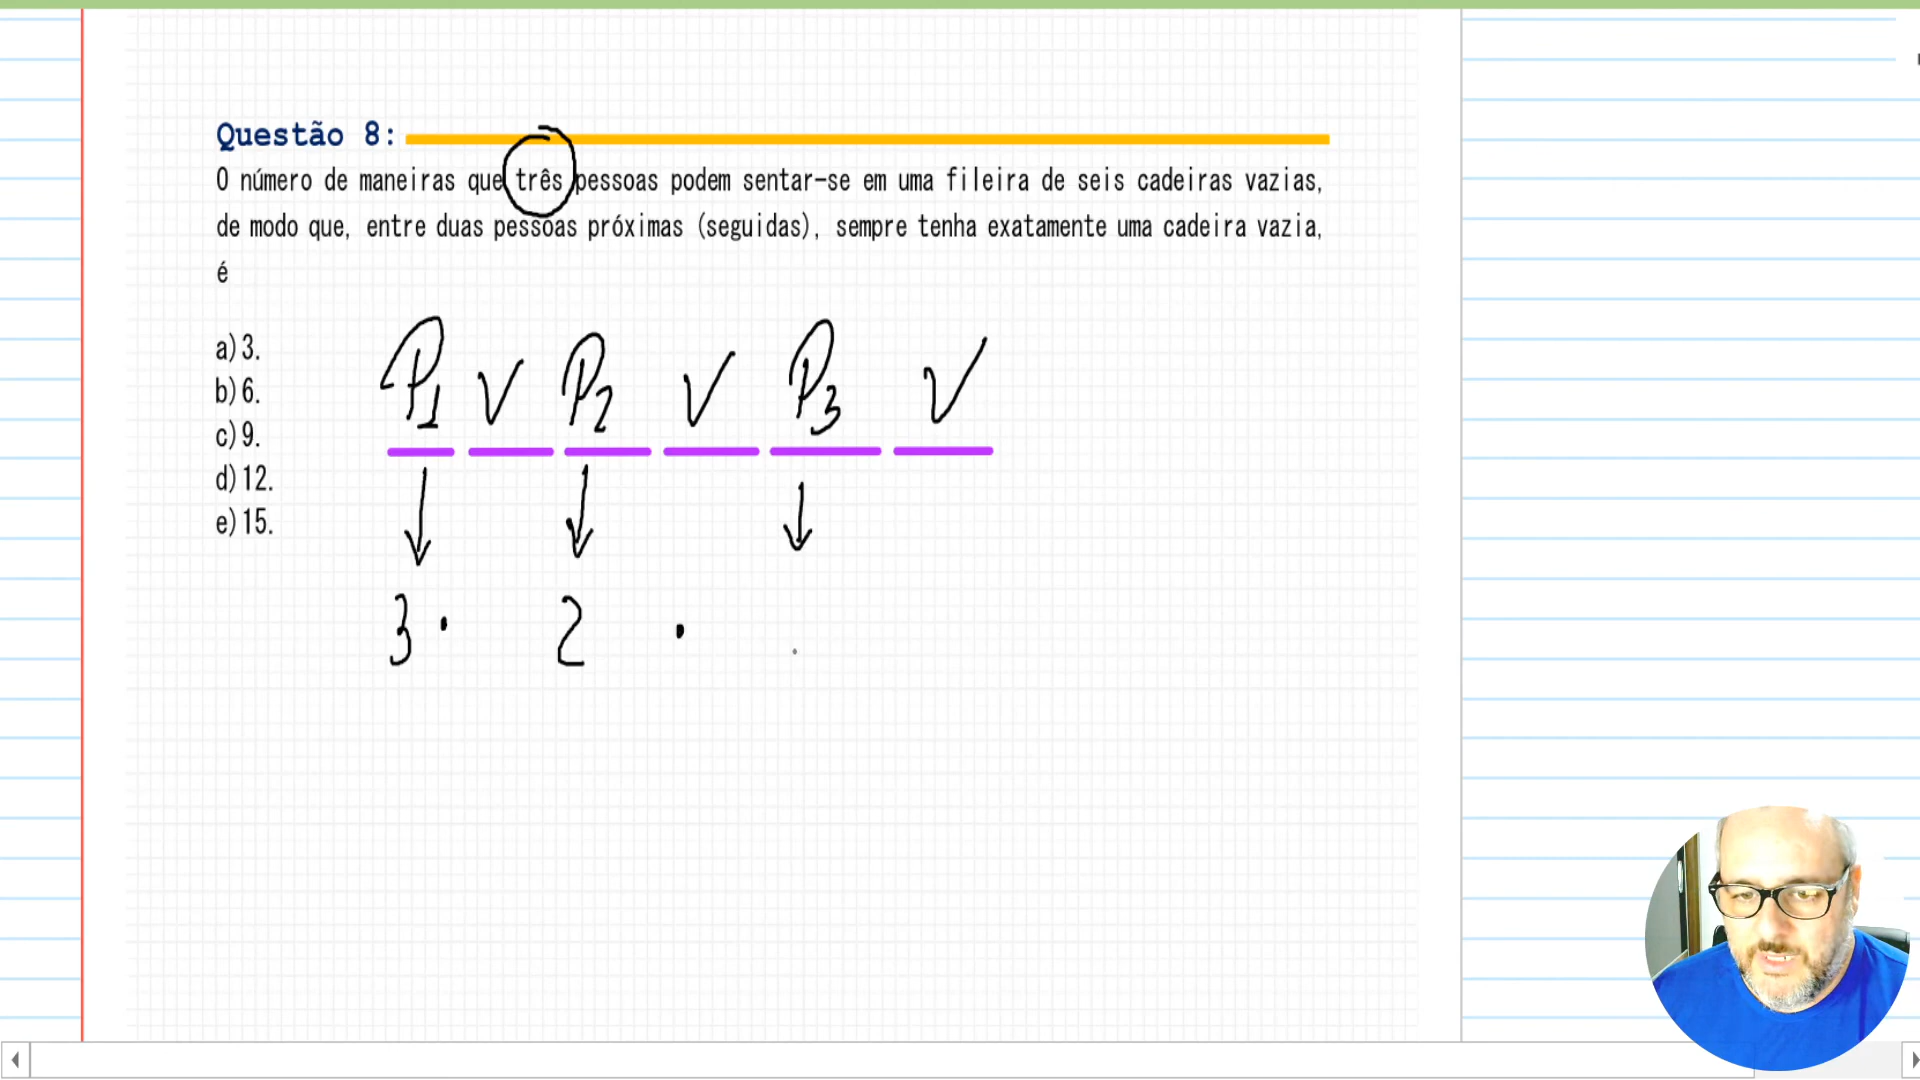 Questão 8:
O número de maneiras que três pessoas podem sentar-se em uma fileira de seis cadeiras vazias,
de modo que, entre duas pessoas próximas (seguidas), sempre tenha exatamente uma cadeira vazia,
é
a)3.
b)6.
c)9.
d)12.
e)15.
P1 V P2 V P3 V
3 · 2 ·